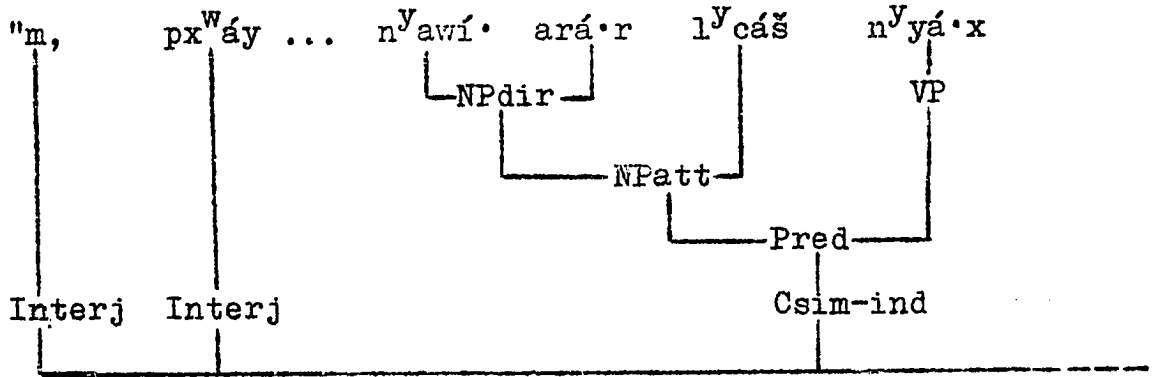 "m, pxʷáy ... nʸawí· ará·r lʸcáš nʸyá·x
NPdir VP
NPatt
Pred
Interj Interj Csim-ind